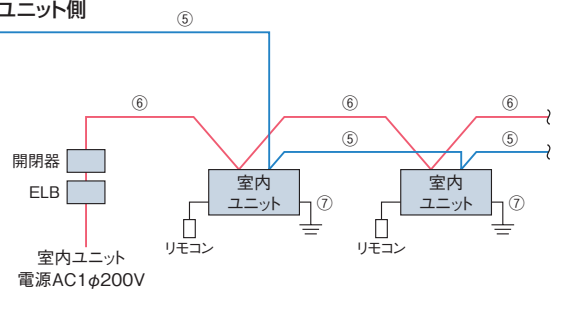 ユニット側
⑤
⑥
⑥
⑥
⑤
⑤
開閉器
ELB
室内
ユニット
⑦
室内
ユニット
⑦
リモコン
リモコン
室内ユニット
電源AC1φ200V